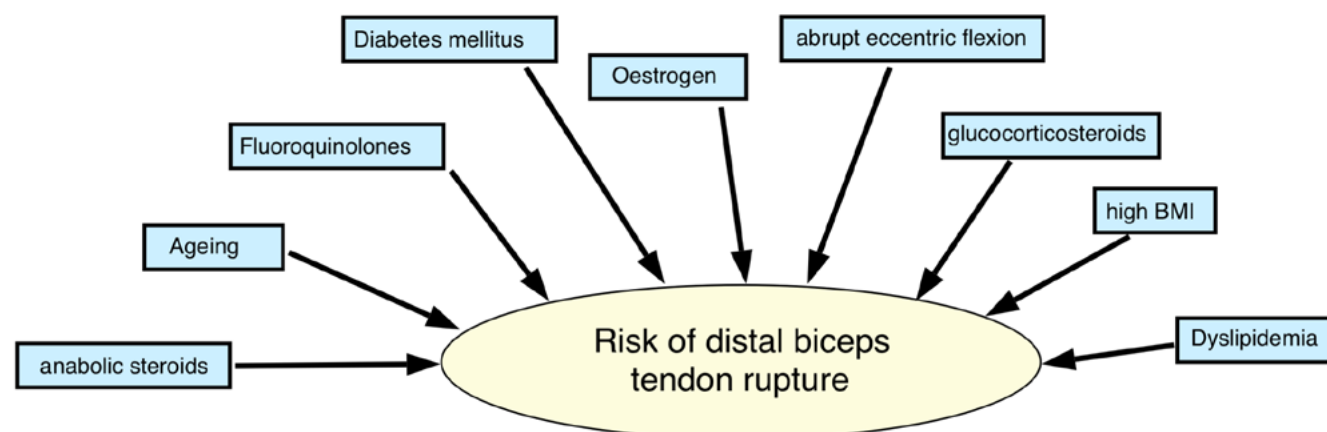 Diabetes mellitus
abrupt eccentric flexion
Oestrogen
Fluoroquinolones
glucocorticosteroids
high BMI
Ageing
anabolic steroids
Dyslipidemia
Risk of distal biceps
tendon rupture